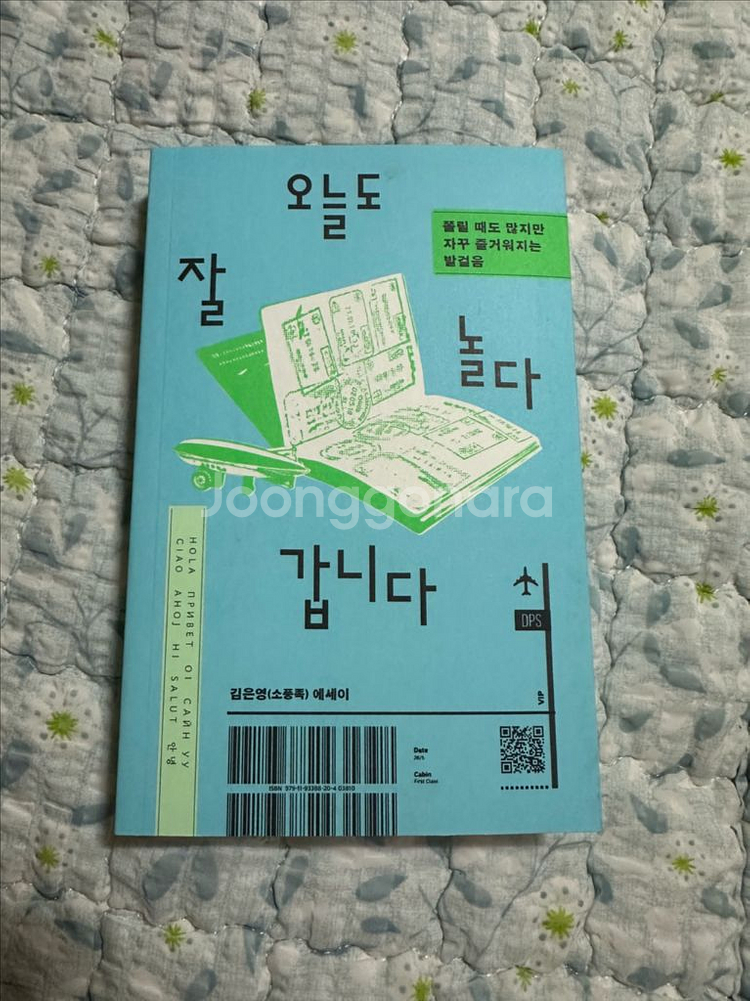 오늘도
잘
놀다
갑니다
쫄릴 때도 많지만
자꾸 즐거워지는
발걸음
Joonggonara
HOLA ПРИВЕТ OI САЙН УУ
CIAO AHOJ HI SALUT 안녕
DPS
VIP
김은영(소풍족) 에세이
Date
Cabin
First Class